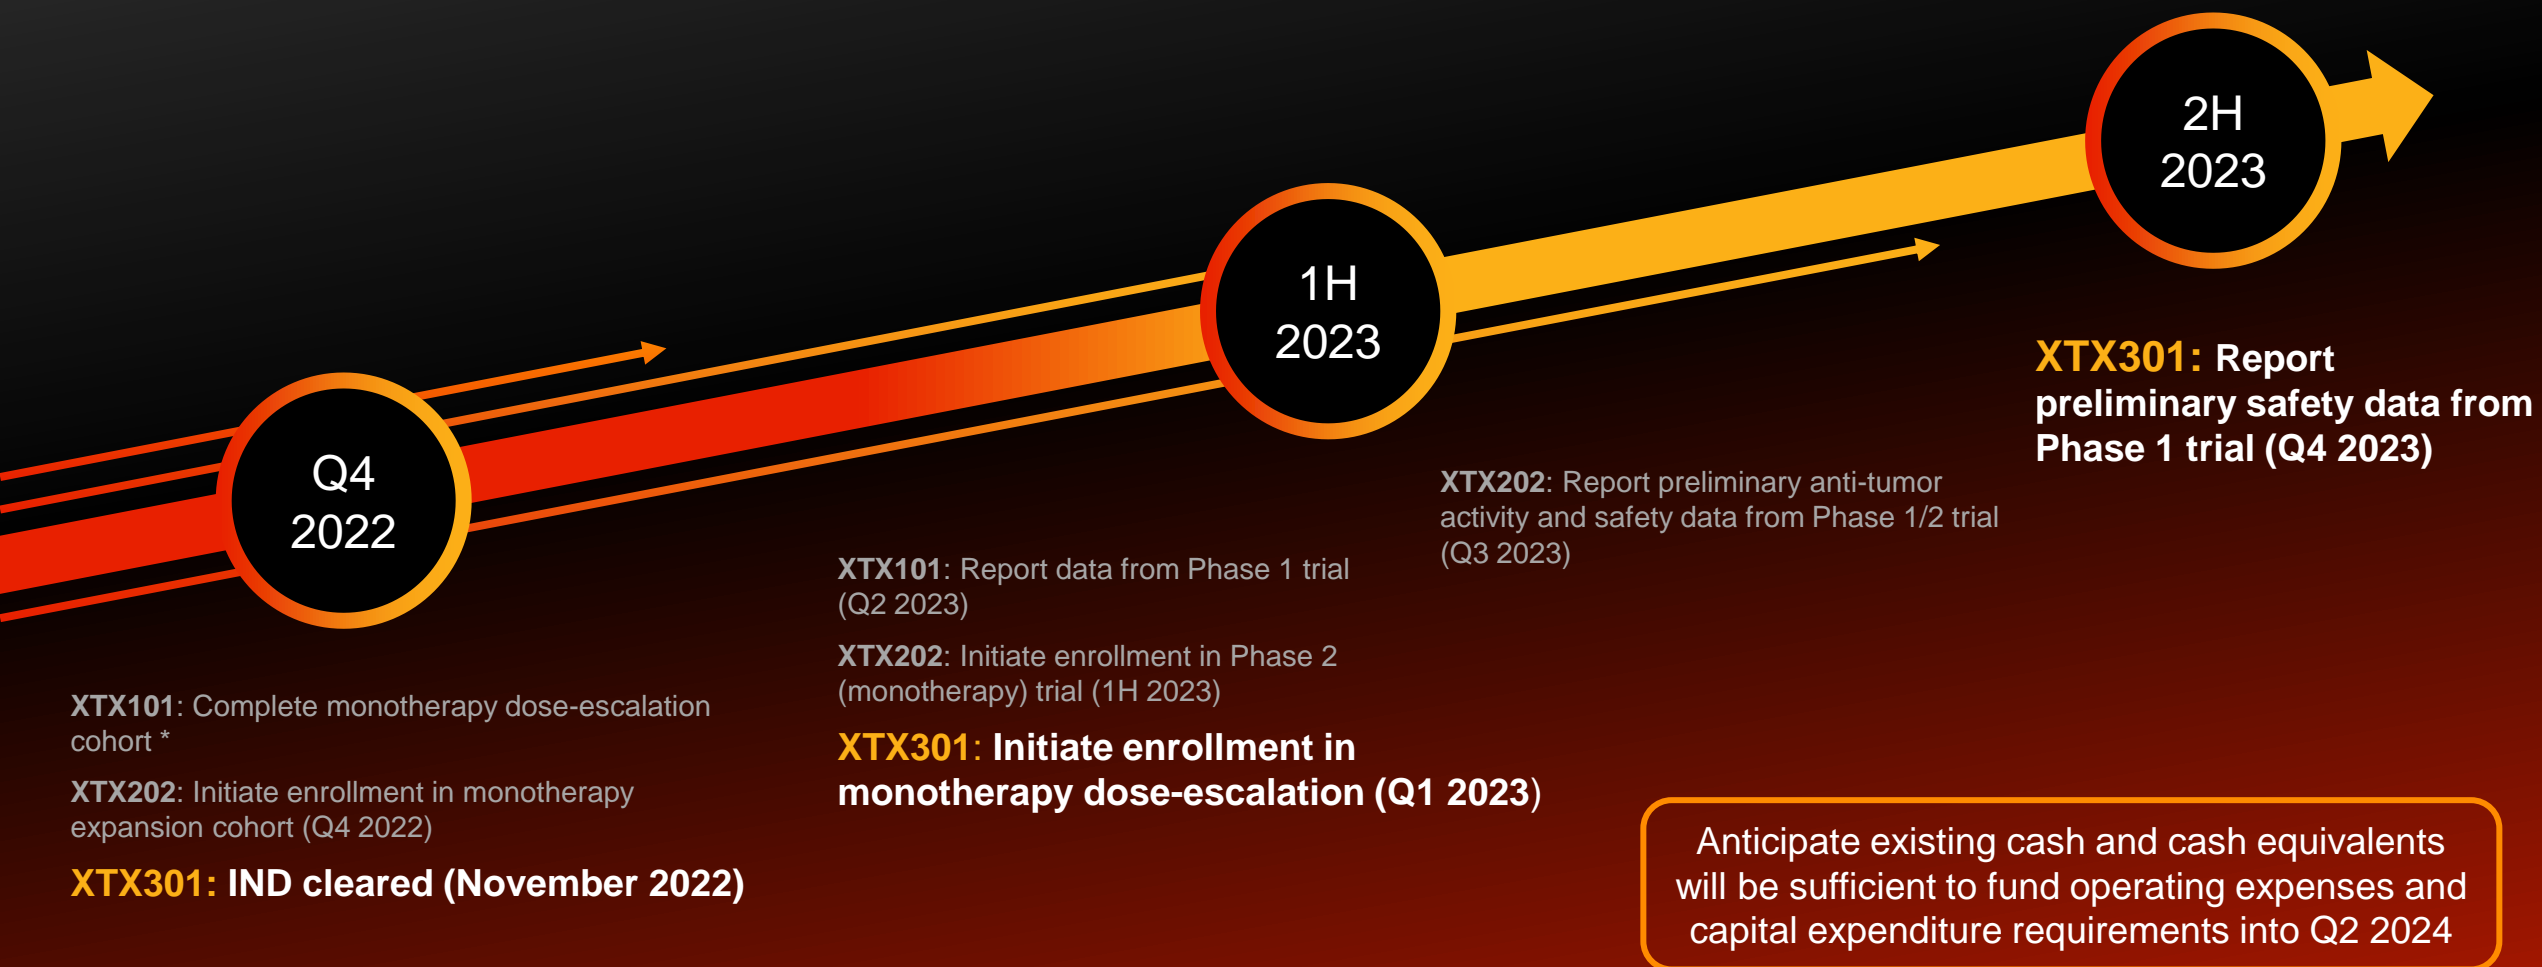 Q4
2022
XTX101: Complete monotherapy dose-escalation
cohort *
XTX202: Initiate enrollment in monotherapy
expansion cohort (Q4 2022)
XTX301: IND cleared (November 2022)
1H
2023
XTX101: Report data from Phase 1 trial
(Q2 2023)
XTX202: Initiate enrollment in Phase 2
(monotherapy) trial (1H 2023)
XTX301: Initiate enrollment in
monotherapy dose-escalation (Q1 2023)
2H
2023
XTX202: Report preliminary anti-tumor
activity and safety data from Phase 1/2 trial
(Q3 2023)
XTX301: Report
preliminary safety data from
Phase 1 trial (Q4 2023)
Anticipate existing cash and cash equivalents
will be sufficient to fund operating expenses and
capital expenditure requirements into Q2 2024